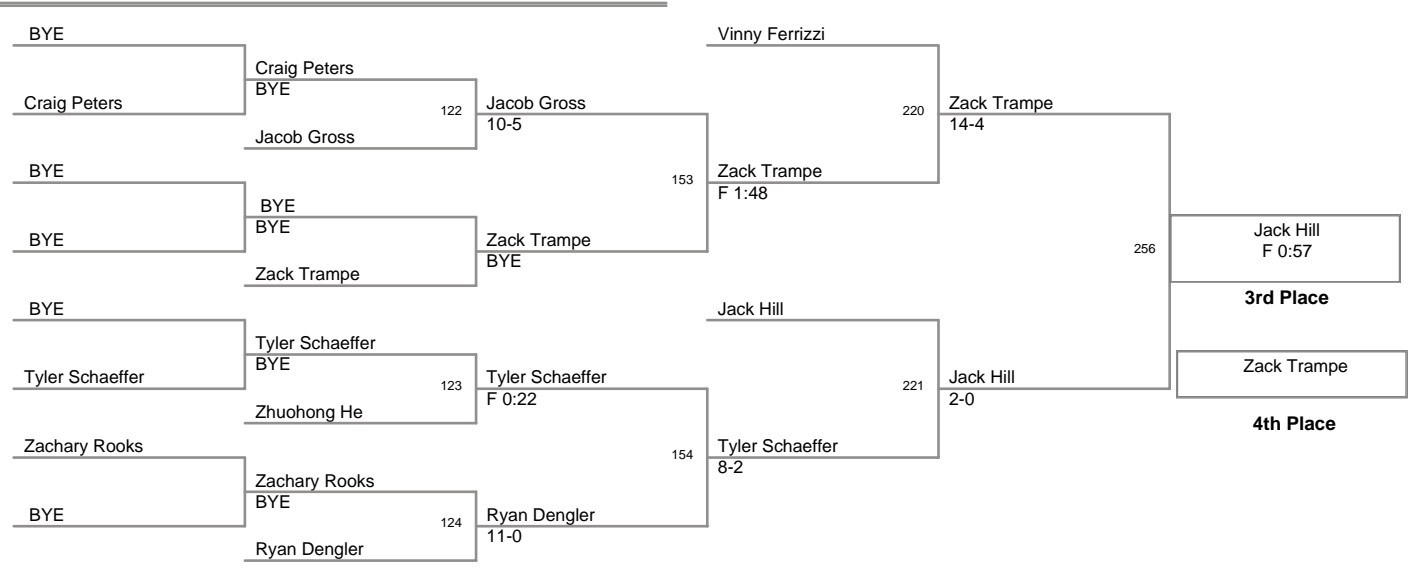 BYE
Craig Peters
BYE
BYE
BYE
Tyler Schaeffer
Zachary Rooks
BYE
Craig Peters
BYE
Jacob Gross
BYE
BYE
Zack Trampe
Tyler Schaeffer
BYE
Zhuohong He
Zachary Rooks
BYE
Ryan Dengler
122
Jacob Gross
10-5
Zack Trampe
BYE
123
Tyler Schaeffer
F 0:22
124
Ryan Dengler
11-0
Vinny Ferrizzi
153
Zack Trampe
F 1:48
Jack Hill
154
Tyler Schaeffer
8-2
220
Zack Trampe
14-4
221
Jack Hill
2-0
256
Jack Hill
F 0:57
3rd Place
Zack Trampe
4th Place